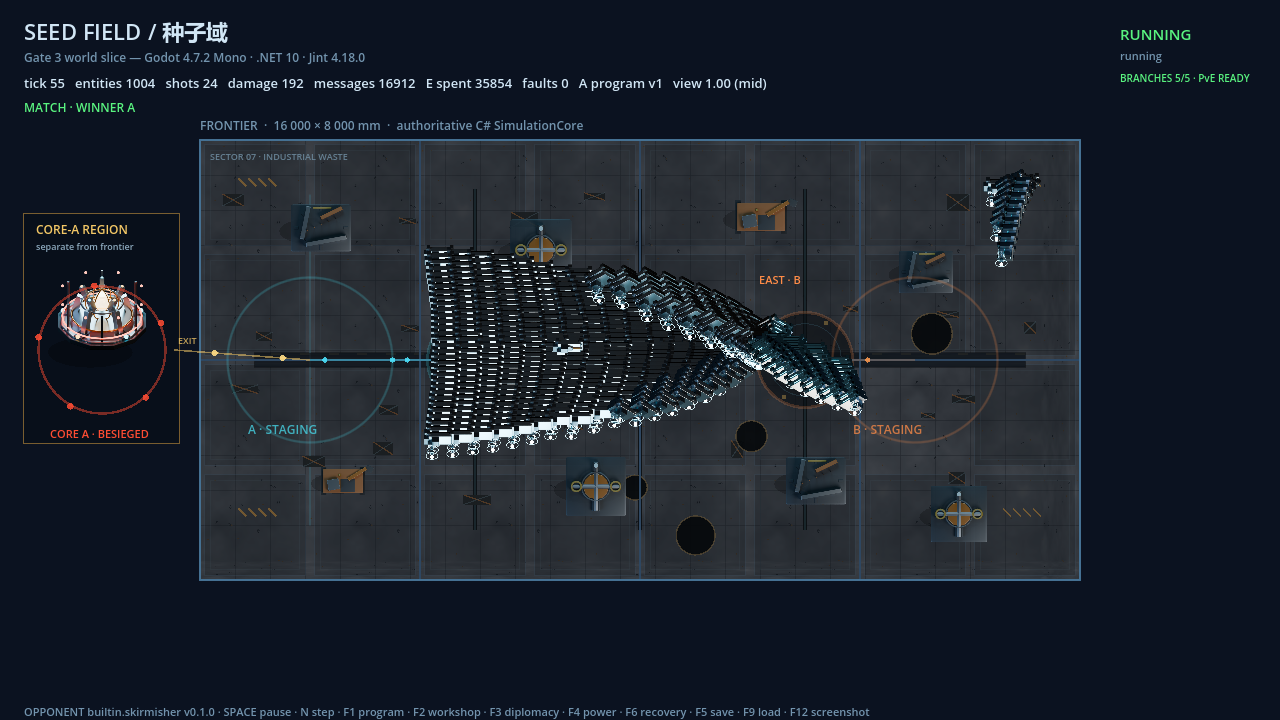 SEED FIELD / 种子域
Gate 3 world slice — Godot 4.7.2 Mono · .NET 10 · Jint 4.18.0
tick 55 entities 1004 shots 24 damage 192 messages 16912 E spent 35854 faults 0 A program v1 view 1.00 (mid)
MATCH · WINNER A
RUNNING
running
BRANCHES 5/5 · PvE READY
FRONTIER · 16 000 × 8 000 mm · authoritative C# SimulationCore
SECTOR 07 · INDUSTRIAL WASTE
CORE-A REGION
separate from frontier
EAST · B
EXIT
A · STAGING
B · STAGING
CORE A · BESIEGED
OPPONENT builtin.skirmisher v0.1.0 · SPACE pause · N step · F1 program · F2 workshop · F3 diplomacy · F4 power · F6 recovery · F5 save · F9 load · F12 screenshot